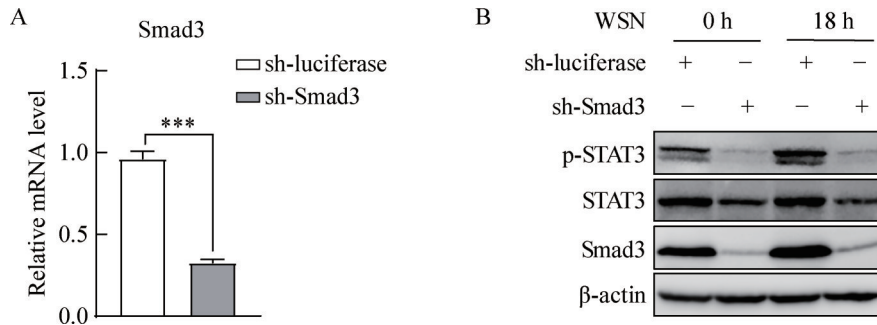 A
Smad3
Relative mRNA level
1.5
1.0
0.5
0.0
***
sh-luciferase
sh-Smad3
B
WSN 0 h 18 h
sh-luciferase + − + −
sh-Smad3 − + − +
p-STAT3
STAT3
Smad3
β-actin